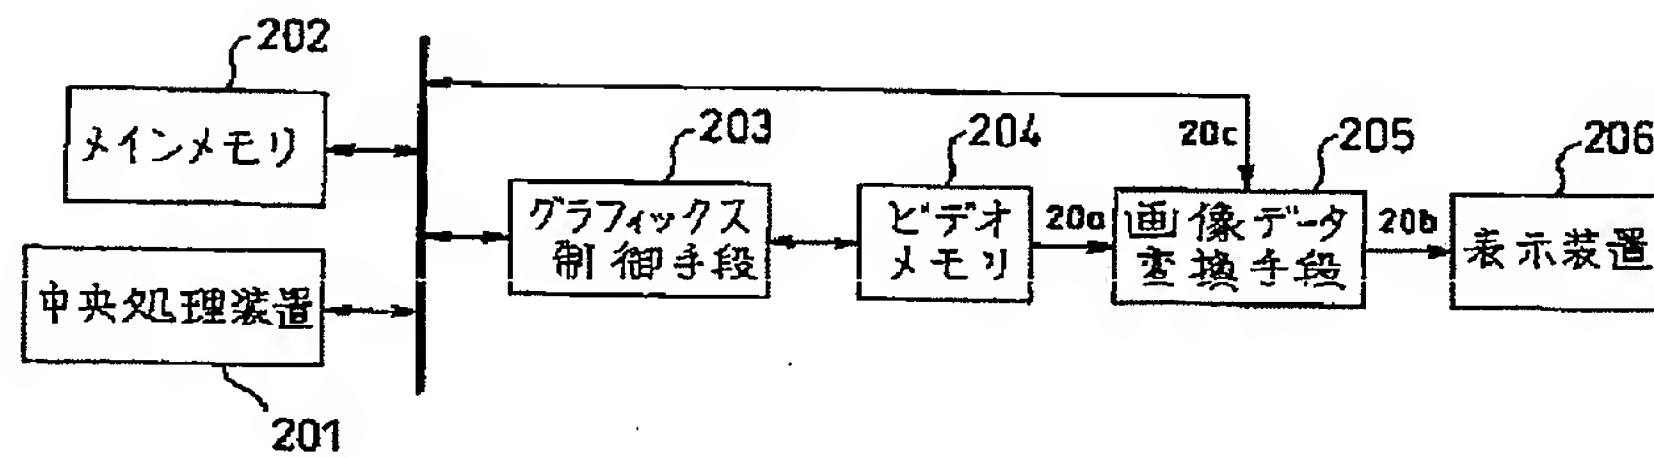 202
メインメモリ
中央処理装置
201
203
グラフィックス
制御手段
204
ビデオ
メモリ
20a
20c
205
画像データ
変換手段
20b
206
表示装置